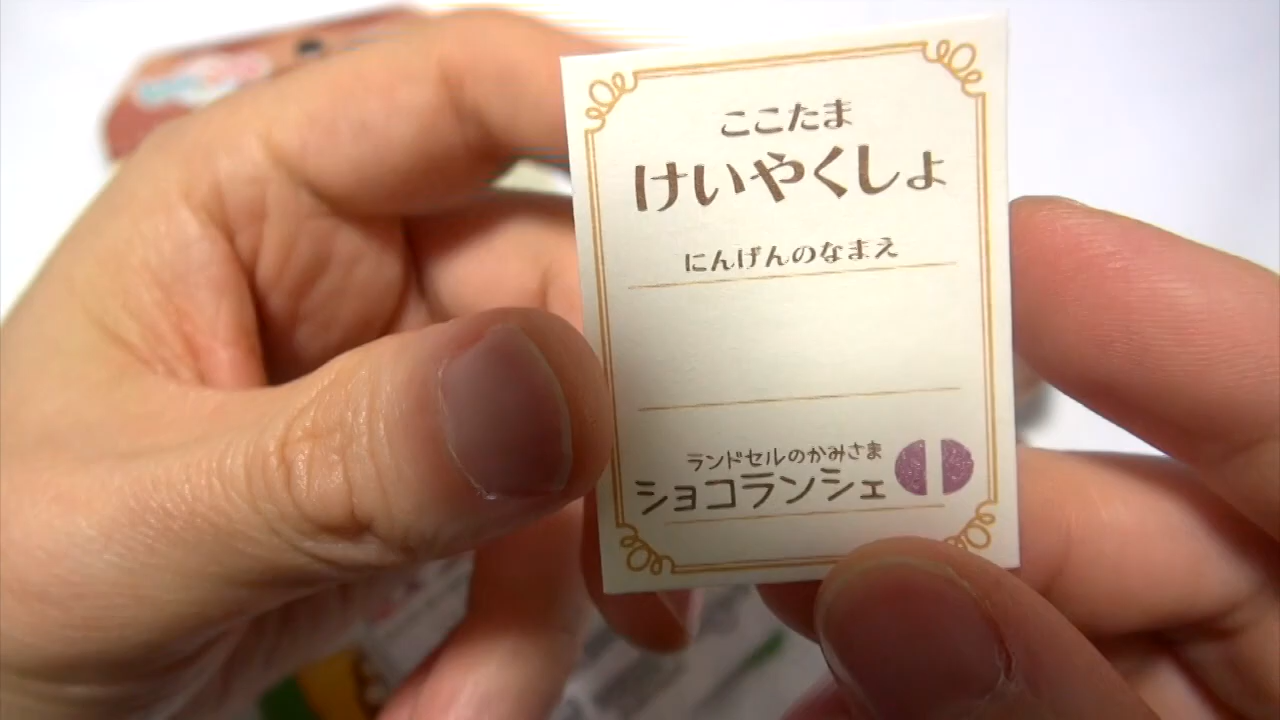 ここたま
けいやくしょ
にんげんのなまえ
ランドセルのかみさま
ショコランシェ